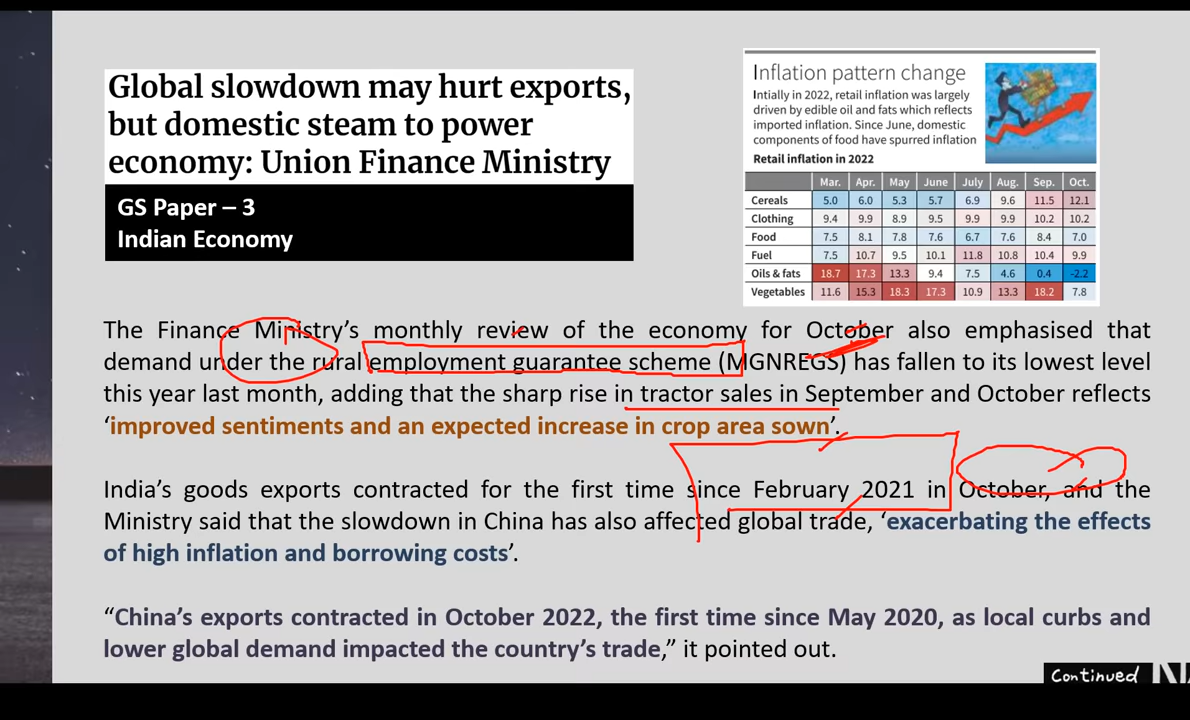 Global slowdown may hurt exports,
but domestic steam to power
economy: Union Finance Ministry
GS Paper – 3
Indian Economy
Inflation pattern change
Intially in 2022, retail inflation was largely
driven by edible oil and fats which reflects
imported inflation. Since June, domestic
components of food have spurred inflation
Retail inflation in 2022
Mar. Apr. May June July Aug. Sep. Oct.
Cereals 5.0 6.0 5.3 5.7 6.9 9.6 11.5 12.1
Clothing 9.4 9.9 8.9 9.5 9.9 9.9 10.2 10.2
Food 7.5 8.1 7.8 7.6 6.7 7.6 8.4 7.0
Fuel 7.5 10.7 9.5 10.1 11.8 10.8 10.4 9.9
Oils & fats 18.7 17.3 13.3 9.4 7.5 4.6 0.4 -2.2
Vegetables 11.6 15.3 18.3 17.3 10.9 13.3 18.2 7.8
The Finance Ministry's monthly review of the economy for October also emphasised that
demand under the rural employment guarantee scheme (MGNREGS) has fallen to its lowest level
this year last month, adding that the sharp rise in tractor sales in September and October reflects
'improved sentiments and an expected increase in crop area sown'.
India's goods exports contracted for the first time since February 2021 in October, and the
Ministry said that the slowdown in China has also affected global trade, 'exacerbating the effects
of high inflation and borrowing costs'.
"China's exports contracted in October 2022, the first time since May 2020, as local curbs and
lower global demand impacted the country's trade," it pointed out.
Continued